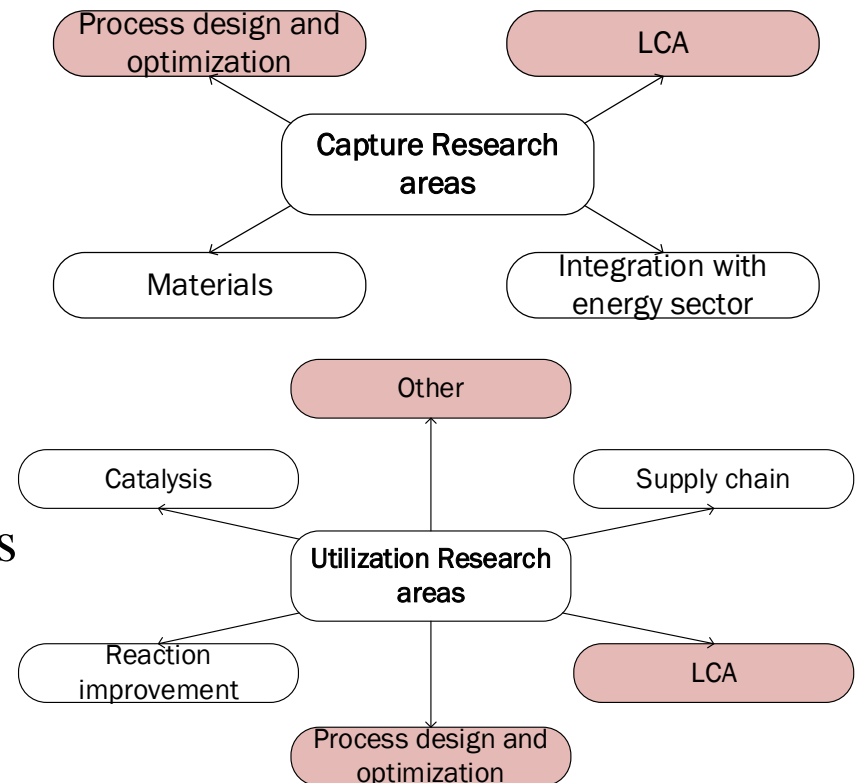 Process design and
optimization
LCA
Capture Research
areas
Materials
Integration with
energy sector
Other
Catalysis
Supply chain
s
Utilization Research
areas
Reaction
improvement
LCA
Process design and
optimization